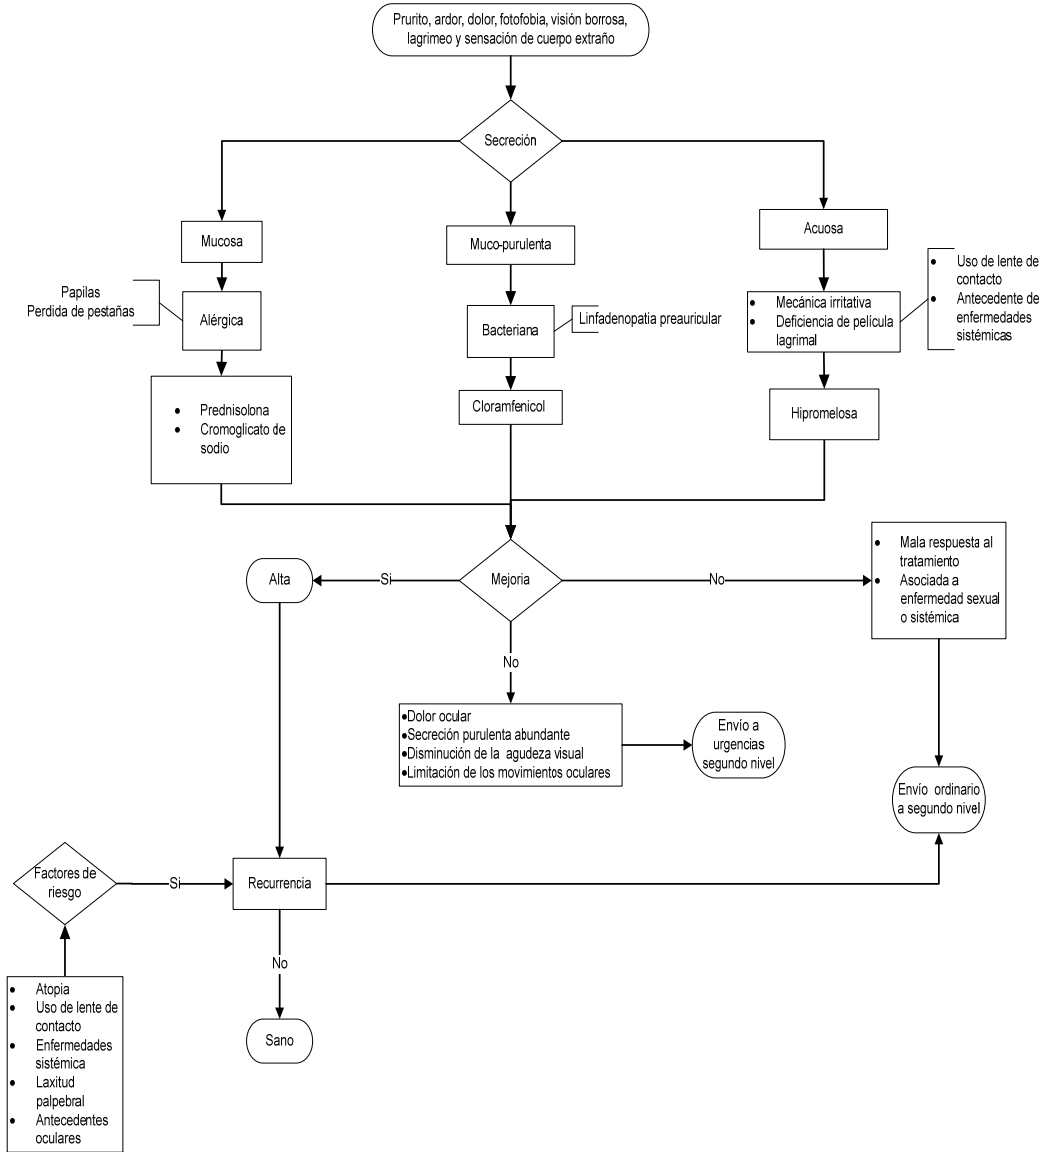 Prurito, ardor, dolor, fotofobia, visión borrosa,
lagrimeo y sensación de cuerpo extraño
Secreción
Mucosa
Muco-purulenta
Acuosa
Papilas
Perdida de pestañas
Alérgica
Bacteriana
Linfadenopatia preauricular
• Mecánica irritativa
• Deficiencia de película
lagrimal
• Uso de lente de
contacto
• Antecedente de
enfermedades
sistémicas
• Prednisolona
• Cromoglicato de
sodio
Cloramfenicol
Hipromelosa
Alta
Si
Mejoria
No
• Mala respuesta al
tratamiento
• Asociada a
enfermedad sexual
o sistémica
No
•Dolor ocular
•Secreción purulenta abundante
•Disminución de la agudeza visual
•Limitación de los movimientos oculares
Envío a
urgencias
segundo nivel
Envío ordinario
a segundo nivel
Factores de
riesgo
Si
Recurrencia
No
Sano
• Atopia
• Uso de lente de
contacto
• Enfermedades
sistémica
• Laxitud
palpebral
• Antecedentes
oculares